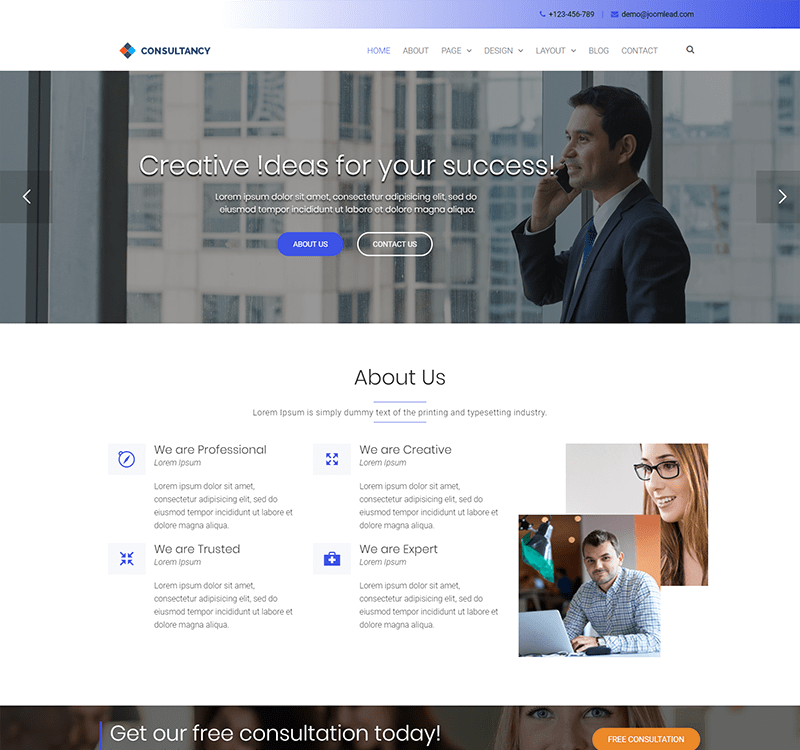 +123-456-789 | demo@joomlead.com
CONSULTANCY
HOME ABOUT PAGE DESIGN LAYOUT BLOG CONTACT
Creative !deas for your success!
Lorem ipsum dolor sit amet, consectetur adipisicing elit, sed do
eiusmod tempor incididunt ut labore et dolore magna aliqua.
ABOUT US CONTACT US
About Us
Lorem Ipsum is simply dummy text of the printing and typesetting industry.
We are Professional
Lorem Ipsum
Lorem ipsum dolor sit amet,
consectetur adipisicing elit, sed do
eiusmod tempor incididunt ut labore et
dolore magna aliqua.
We are Creative
Lorem Ipsum
Lorem ipsum dolor sit amet,
consectetur adipisicing elit, sed do
eiusmod tempor incididunt ut labore et
dolore magna aliqua.
We are Trusted
Lorem Ipsum
Lorem ipsum dolor sit amet,
consectetur adipisicing elit, sed do
eiusmod tempor incididunt ut labore et
dolore magna aliqua.
We are Expert
Lorem Ipsum
Lorem ipsum dolor sit amet,
consectetur adipisicing elit, sed do
eiusmod tempor incididunt ut labore et
dolore magna aliqua.
Get our free consultation today!
FREE CONSULTATION